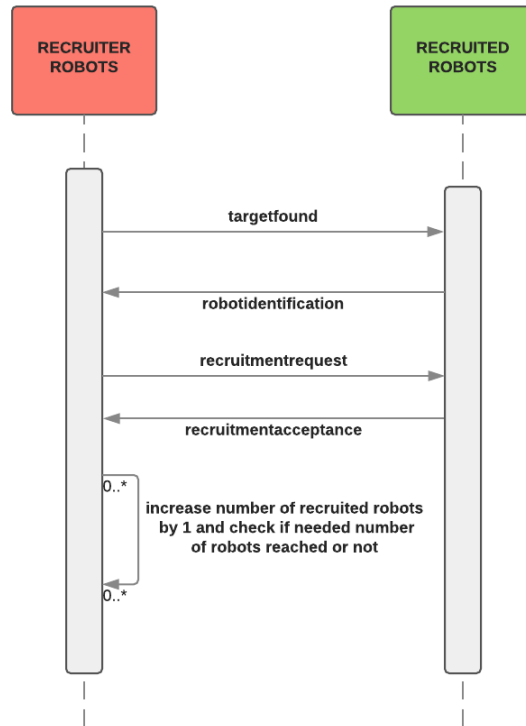 RECRUITER
ROBOTS
RECRUITED
ROBOTS
targetfound
robotidentification
recruitmentrequest
recruitmentacceptance
0..*
increase number of recruited robots
by 1 and check if needed number
of robots reached or not
0..*